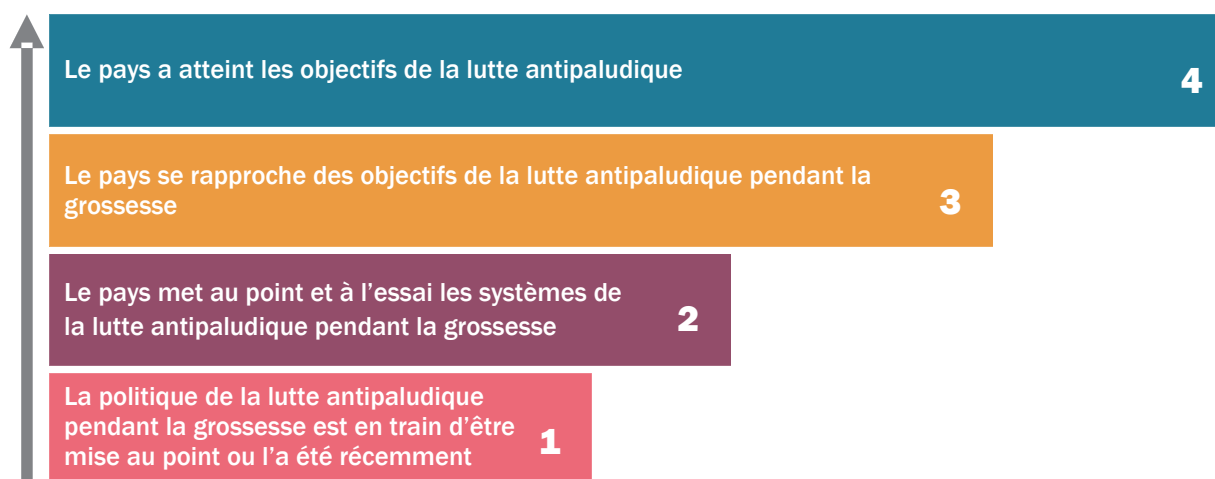 Le pays a atteint les objectifs de la lutte antipaludique
4
Le pays se rapproche des objectifs de la lutte antipaludique pendant la
grossesse
3
Le pays met au point et à l’essai les systèmes de
la lutte antipaludique pendant la grossesse
2
La politique de la lutte antipaludique
pendant la grossesse est en train d’être
mise au point ou l’a été récemment
1